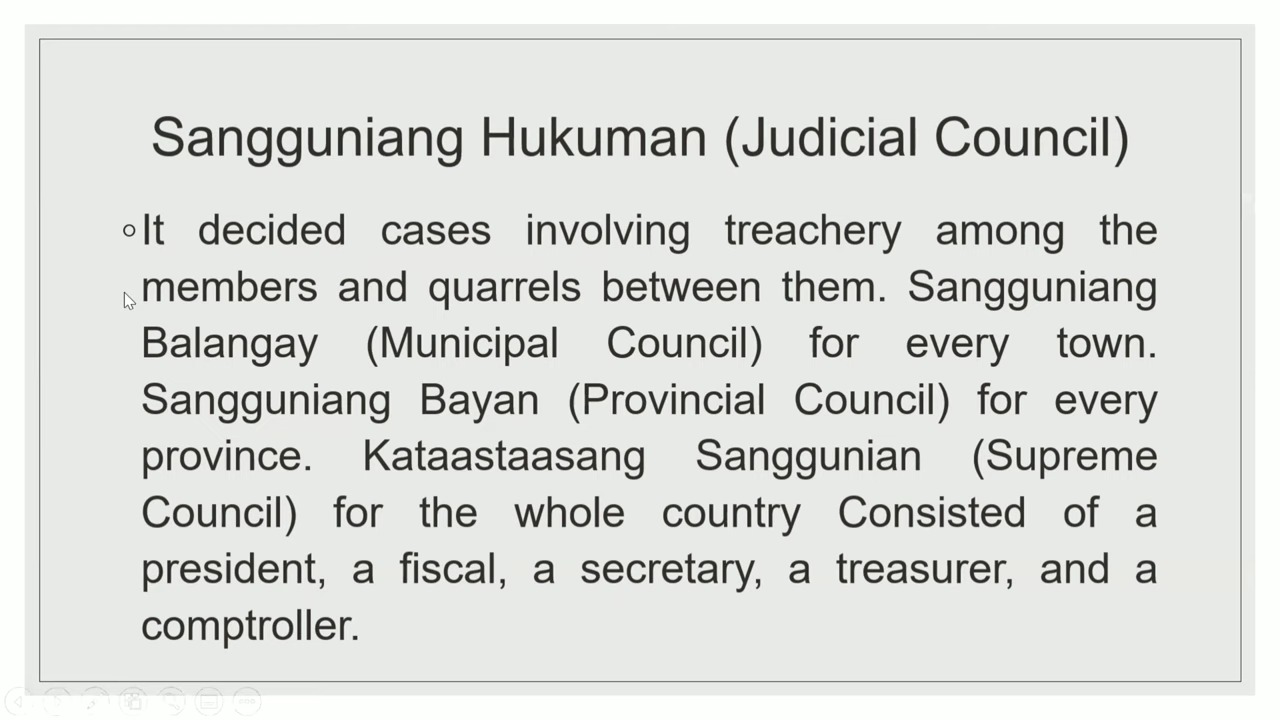 Sangguniang Hukuman (Judicial Council)
◦It decided cases involving treachery among the
members and quarrels between them. Sangguniang
Balangay (Municipal Council) for every town.
Sangguniang Bayan (Provincial Council) for every
province. Kataastaasang Sanggunian (Supreme
Council) for the whole country Consisted of a
president, a fiscal, a secretary, a treasurer, and a
comptroller.